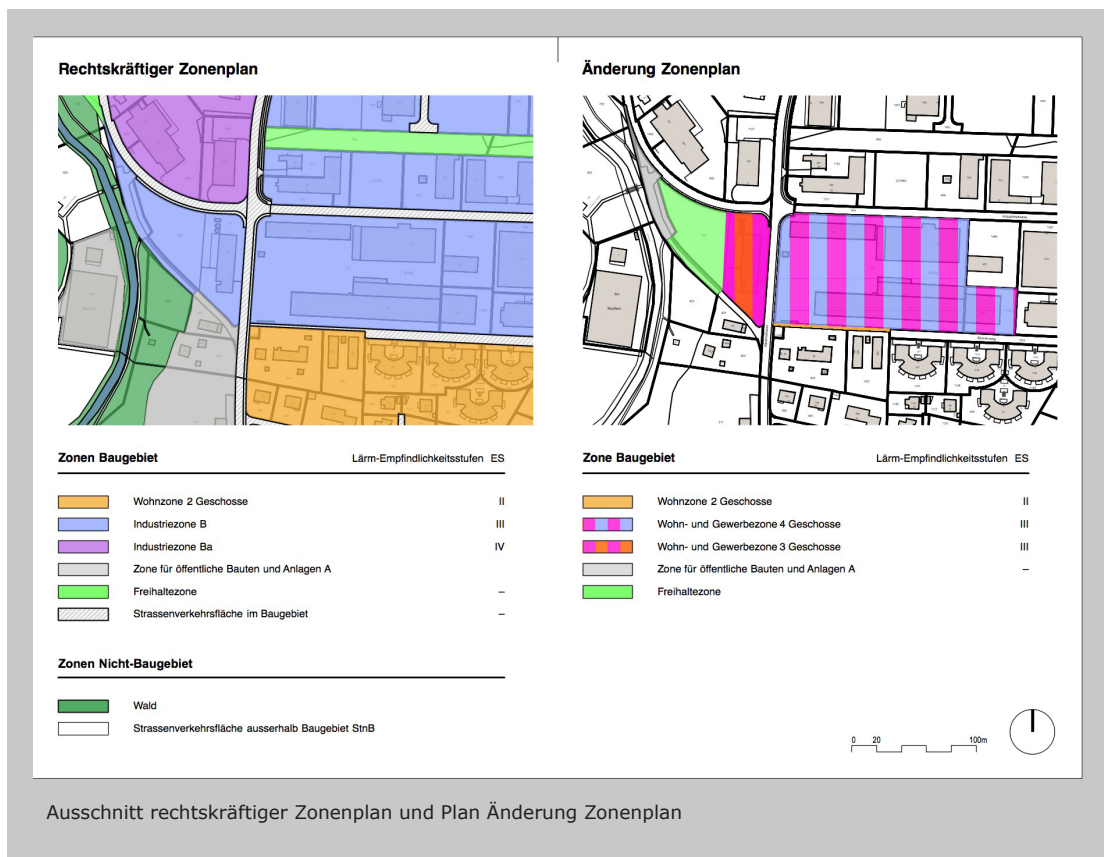 Rechtskräftiger Zonenplan
Änderung Zonenplan
Zonen Baugebiet Lärm-Empfindlichkeitsstufen ES
Wohnzone 2 Geschosse II
Industriezone B III
Industriezone Ba IV
Zone für öffentliche Bauten und Anlagen A
Freihaltezone –
Strassenverkehrsfläche im Baugebiet –
Zonen Nicht-Baugebiet
Wald
Strassenverkehrsfläche ausserhalb Baugebiet StnB
Zone Baugebiet Lärm-Empfindlichkeitsstufen ES
Wohnzone 2 Geschosse II
Wohn- und Gewerbezone 4 Geschosse III
Wohn- und Gewerbezone 3 Geschosse III
Zone für öffentliche Bauten und Anlagen A –
Freihaltezone
0 20 100m
Ausschnitt rechtskräftiger Zonenplan und Plan Änderung Zonenplan